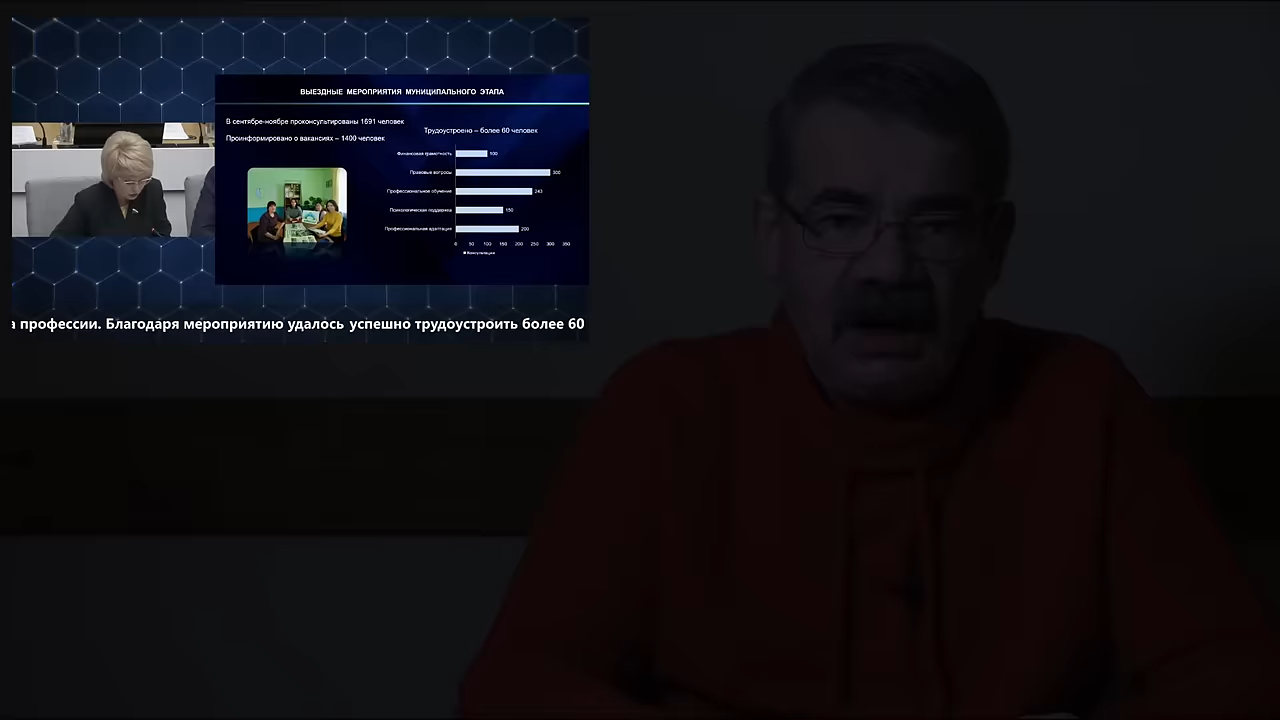 ВЫЕЗДНЫЕ МЕРОПРИЯТИЯ МУНИЦИПАЛЬНОГО ЭТАПА
В сентябре-ноябре проконсультированы 1691 человек
Проинформировано о вакансиях – 1400 человек
Трудоустроено – более 60 человек
Финансовая грамотность 100
Правовые вопросы 300
Профессиональное обучение 243
Психологическая поддержка 150
Профессиональная адаптация 200
0 50 100 150 200 250 300 350
Консультации
а профессии. Благодаря мероприятию удалось успешно трудоустроить более 60